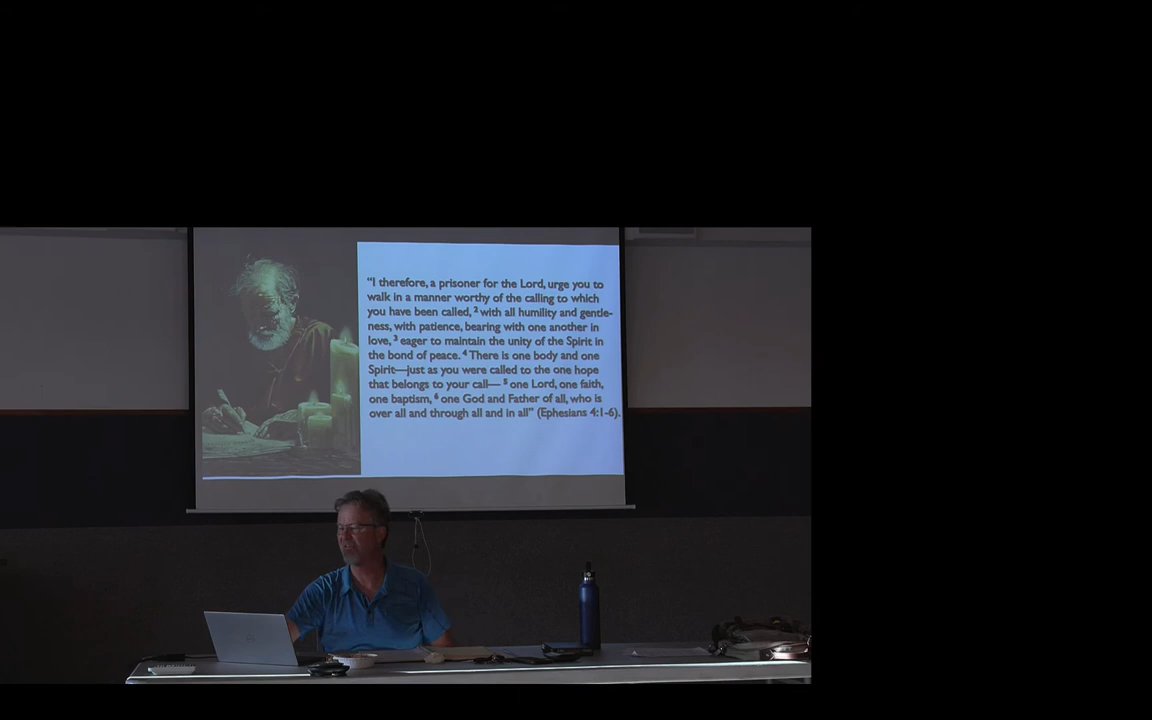 “I therefore, a prisoner for the Lord, urge you to
walk in a manner worthy of the calling to which
you have been called, ² with all humility and gentle-
ness, with patience, bearing with one another in
love, ³ eager to maintain the unity of the Spirit in
the bond of peace. ⁴ There is one body and one
Spirit—just as you were called to the one hope
that belongs to your call— ⁵ one Lord, one faith,
one baptism, ⁶ one God and Father of all, who is
over all and through all and in all” (Ephesians 4:1-6).